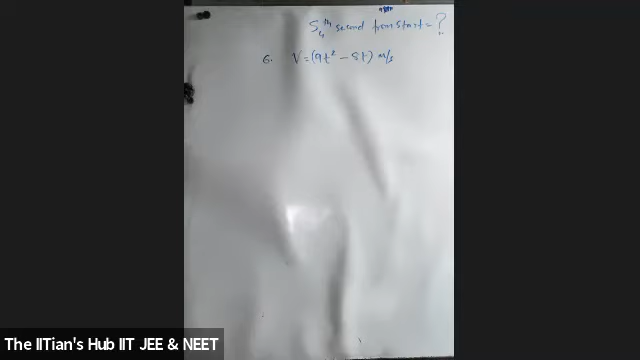 S₄ᵗʰ second from start = ?
6. V = (9t² - 8t) m/s
The IITian's Hub IIT JEE & NEET